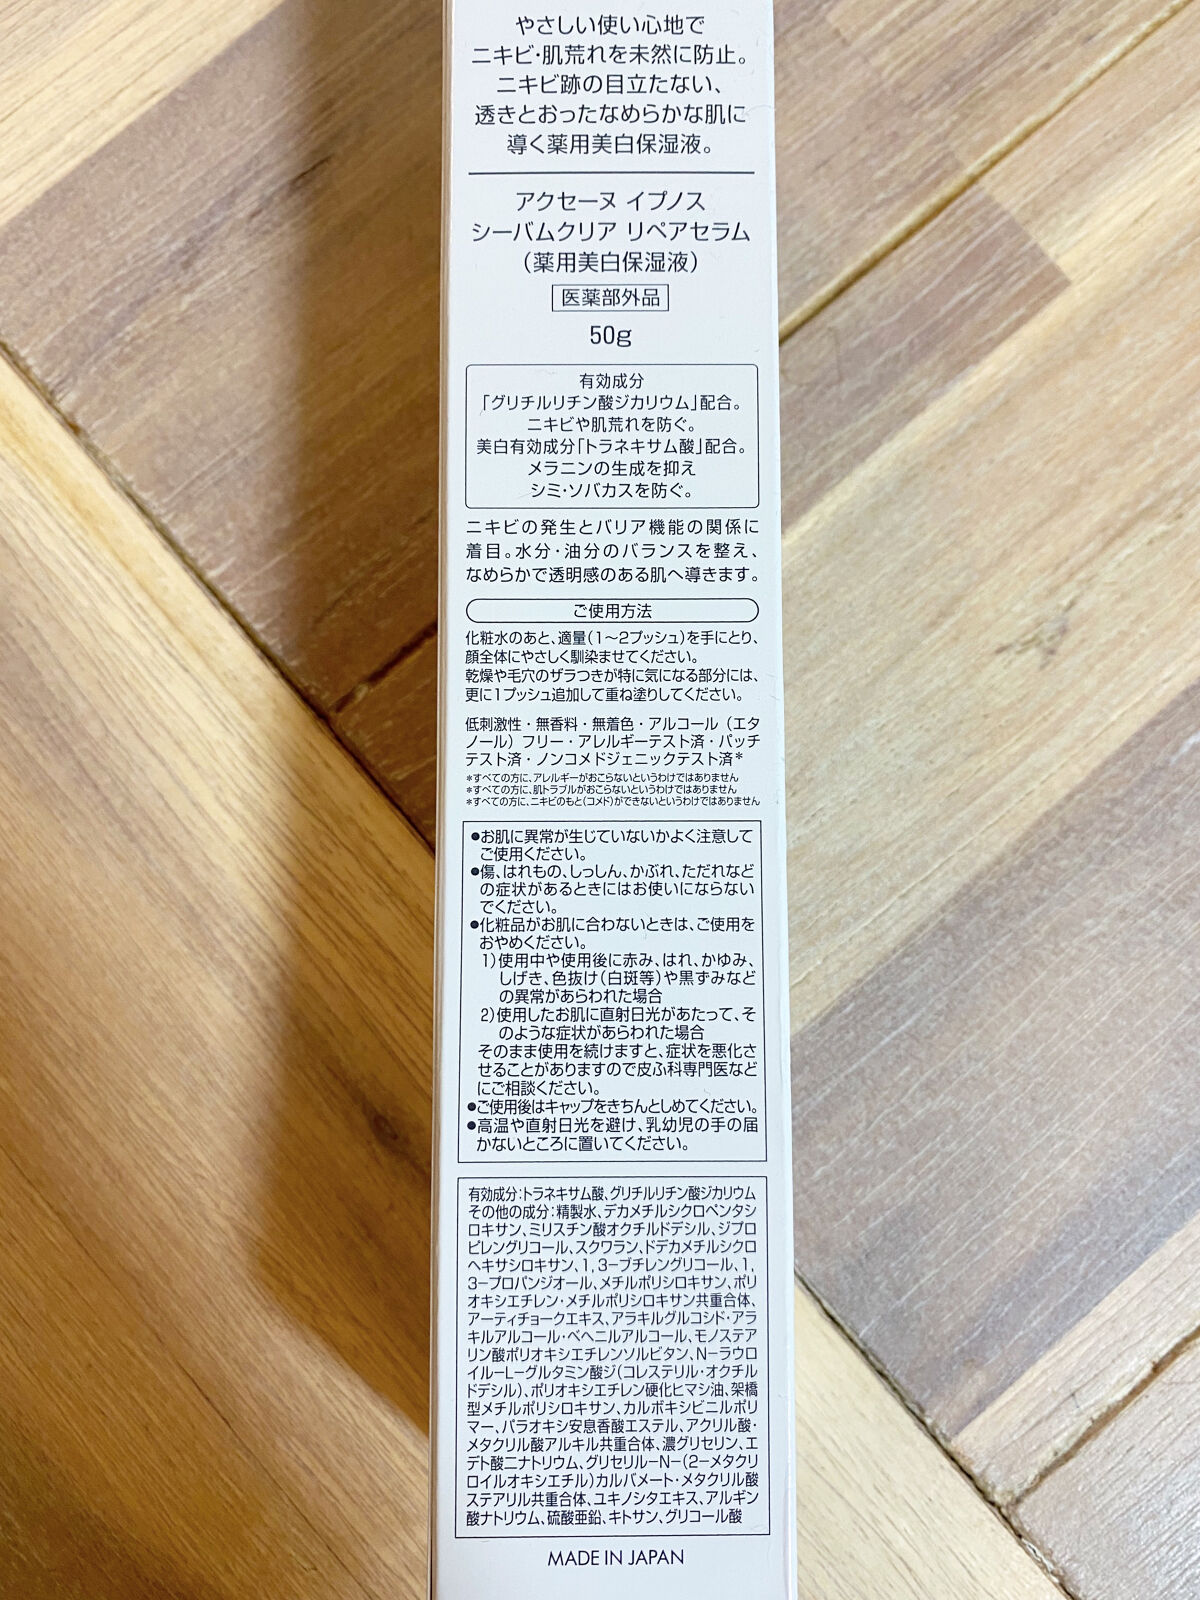 やさしい使い心地で
ニキビ・肌荒れを未然に防止。
ニキビ跡の目立たない、
透きとおったなめらかな肌に
導く薬用美白保湿液。
アクセーヌ イプノス
シーバムクリア リペアセラム
（薬用美白保湿液）
医薬部外品
50g
有効成分
「グリチルリチン酸ジカリウム」配合。
ニキビや肌荒れを防ぐ。
美白有効成分「トラネキサム酸」配合。
メラニンの生成を抑え
シミ・ソバカスを防ぐ。
ニキビの発生とバリア機能の関係に
着目。水分・油分のバランスを整え、
なめらかで透明感のある肌へ導きます。
ご使用方法
化粧水のあと、適量（1～2プッシュ）を手にとり、
顔全体にやさしく馴染ませてください。
乾燥や毛穴のザラつきが特に気になる部分には、
更に1プッシュ追加して重ね塗りしてください。
低刺激性・無香料・無着色・アルコール（エタ
ノール）フリー・アレルギーテスト済・パッチ
テスト済・ノンコメドジェニックテスト済*
*すべての方に、アレルギーがおこらないというわけではありません
*すべての方に、肌トラブルがおこらないというわけではありません
*すべての方に、ニキビのもと（コメド）ができないというわけではありません
●お肌に異常が生じていないかよく注意して
ご使用ください。
●傷、はれもの、しっしん、かぶれ、ただれなど
の症状があるときにはお使いにならない
でください。
●化粧品がお肌に合わないときは、ご使用を
おやめください。
1）使用中や使用後に赤み、はれ、かゆみ、
しげき、色抜け（白斑等）や黒ずみなど
の異常があらわれた場合
2）使用したお肌に直射日光があたって、そ
のような症状があらわれた場合
そのまま使用を続けますと、症状を悪化さ
せることがありますので皮ふ科専門医など
にご相談ください。
●ご使用後はキャップをきちんとしめてください。
●高温や直射日光を避け、乳幼児の手の届
かないところに置いてください。
有効成分：トラネキサム酸、グリチルリチン酸ジカリウム
その他の成分：精製水、デカメチルシクロペンタシ
ロキサン、ミリスチン酸オクチルドデシル、ジプロ
ピレングリコール、スクワラン、ドデカメチルシクロ
ヘキサシロキサン、1,3-ブチレングリコール、1,
3-プロパンジオール、メチルポリシロキサン、ポリ
オキシエチレン・メチルポリシロキサン共重合体、
アーティチョークエキス、アラキルグルコシド・アラ
キルアルコール・ベヘニルアルコール、モノステア
リン酸ポリオキシエチレンソルビタン、N-ラウロ
イル-L-グルタミン酸ジ（コレステリル・オクチル
ドデシル）、ポリオキシエチレン硬化ヒマシ油、架橋
型メチルポリシロキサン、カルボキシビニルポリ
マー、パラオキシ安息香酸エステル、アクリル酸・
メタクリル酸アルキル共重合体、濃グリセリン、エ
デト酸二ナトリウム、グリセリル-N-（2-メタクリ
ロイルオキシエチル）カルバメート・メタクリル酸
ステアリル共重合体、ユキノシタエキス、アルギン
酸ナトリウム、硫酸亜鉛、キトサン、グリコール酸
MADE IN JAPAN